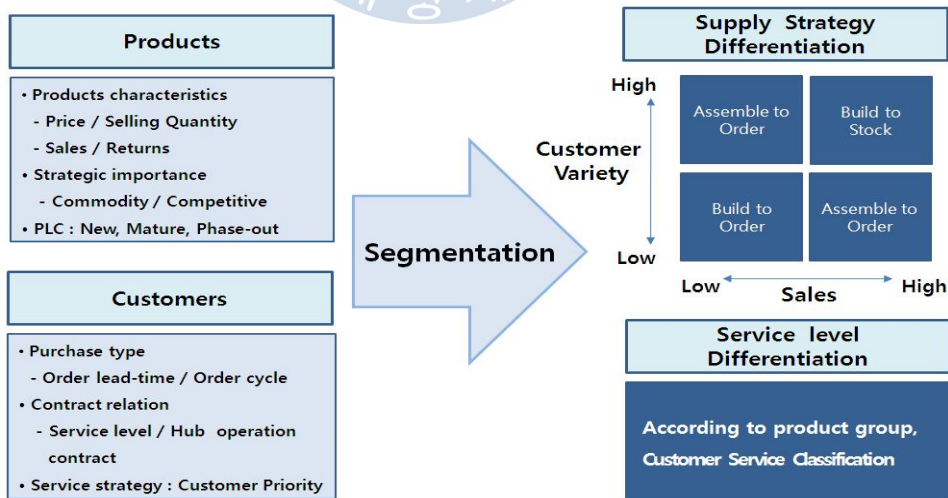 Products
• Products characteristics
- Price / Selling Quantity
- Sales / Returns
• Strategic importance
- Commodity / Competitive
• PLC : New, Mature, Phase-out
Customers
• Purchase type
- Order lead-time / Order cycle
• Contract relation
- Service level / Hub operation
contract
• Service strategy : Customer Priority
Segmentation
Supply Strategy
Differentiation
High
Customer
Variety
Low
Assemble to
Order
Build to
Stock
Build to
Order
Assemble to
Order
Low
Sales
High
Service level
Differentiation
According to product group,
Customer Service Classification